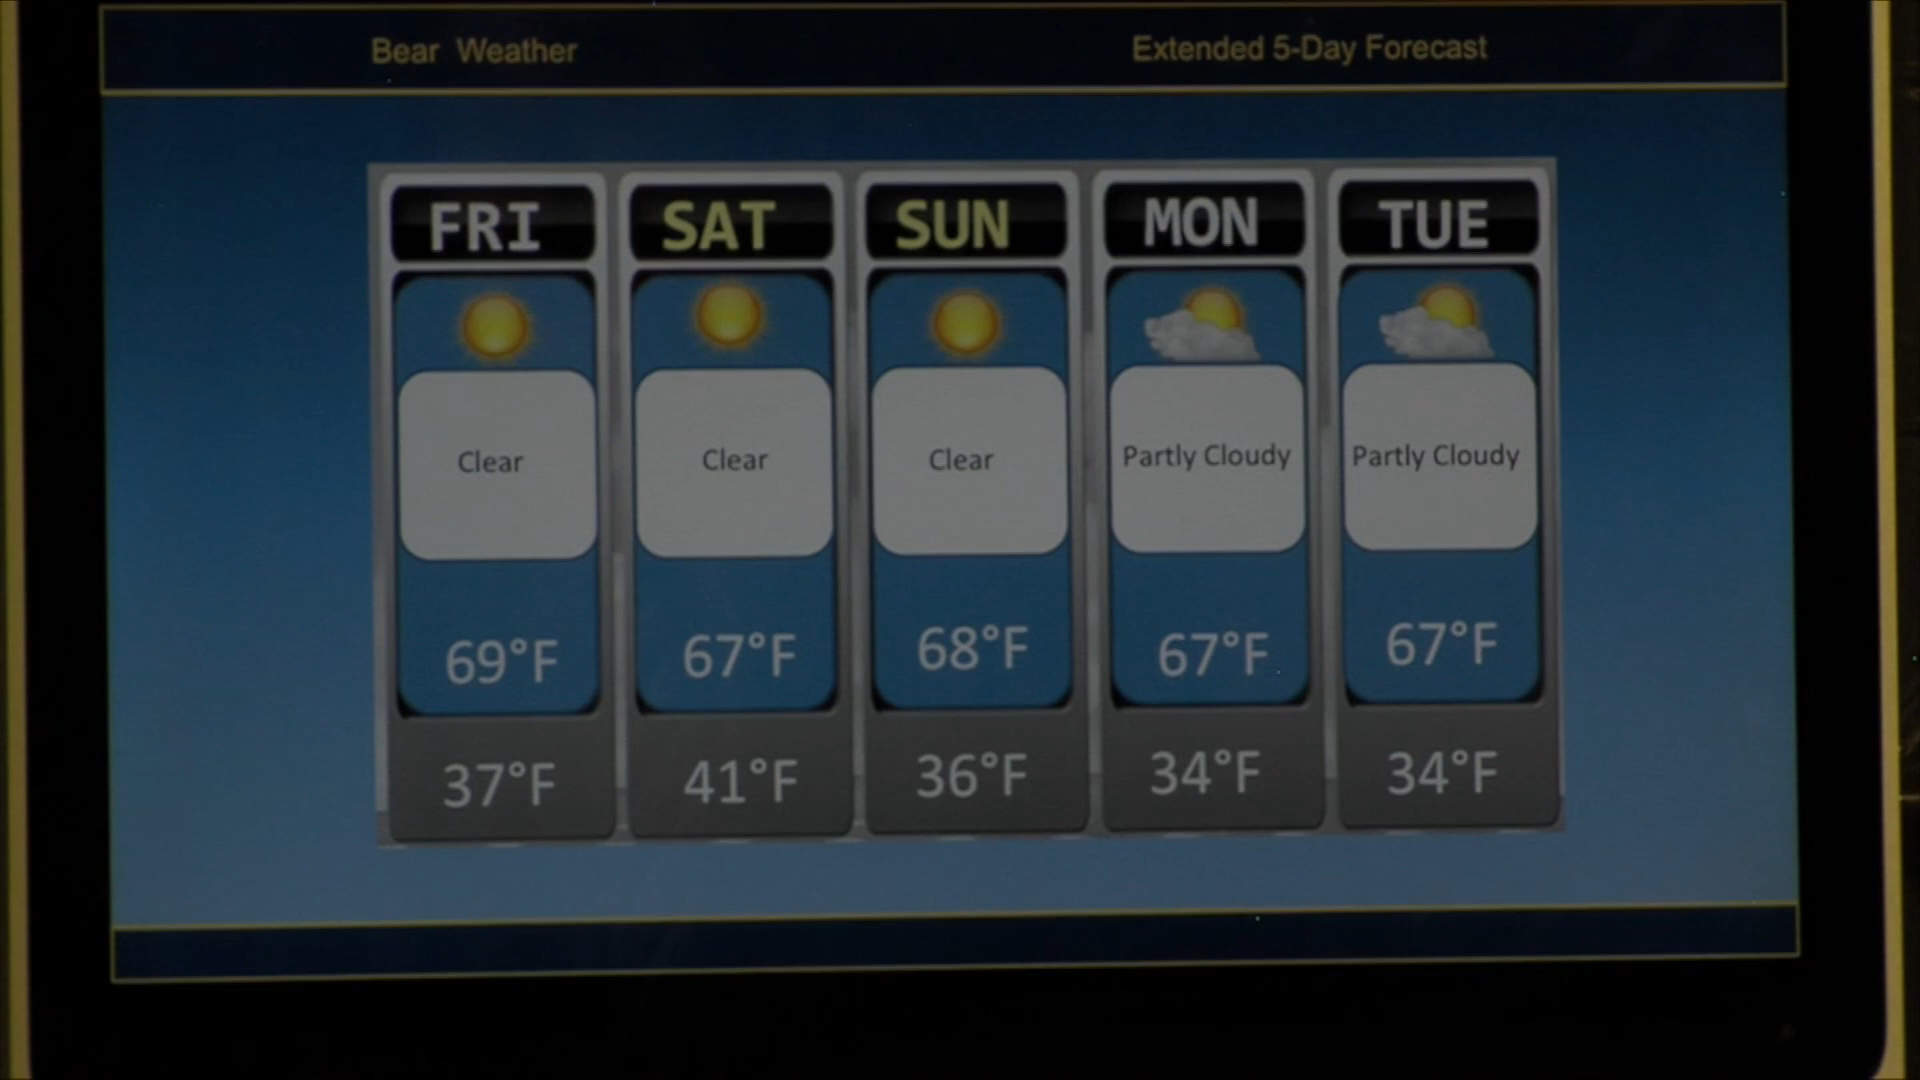 Bear Weather
Extended 5-Day Forecast
FRI SAT SUN MON TUE
Clear Clear Clear Partly Cloudy Partly Cloudy
69°F 67°F 68°F 67°F 67°F
37°F 41°F 36°F 34°F 34°F